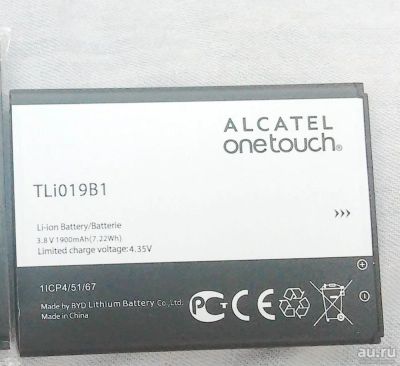 ALCATEL
onetouch®
TLi019B1
Li-ion Battery/Batterie
3.8 V 1900mAh(7.22Wh)
Limited charge voltage: 4.35V
1ICP4/51/67
Made by BYD Lithium Battery Co.,Ltd.
Made in China
au.ru